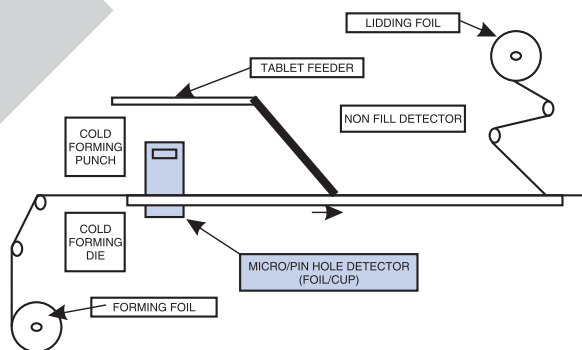 LIDDING FOIL
TABLET FEEDER
NON FILL DETECTOR
COLD
FORMING
PUNCH
COLD
FORMING
DIE
MICRO/PIN HOLE DETECTOR
(FOIL/CUP)
FORMING FOIL